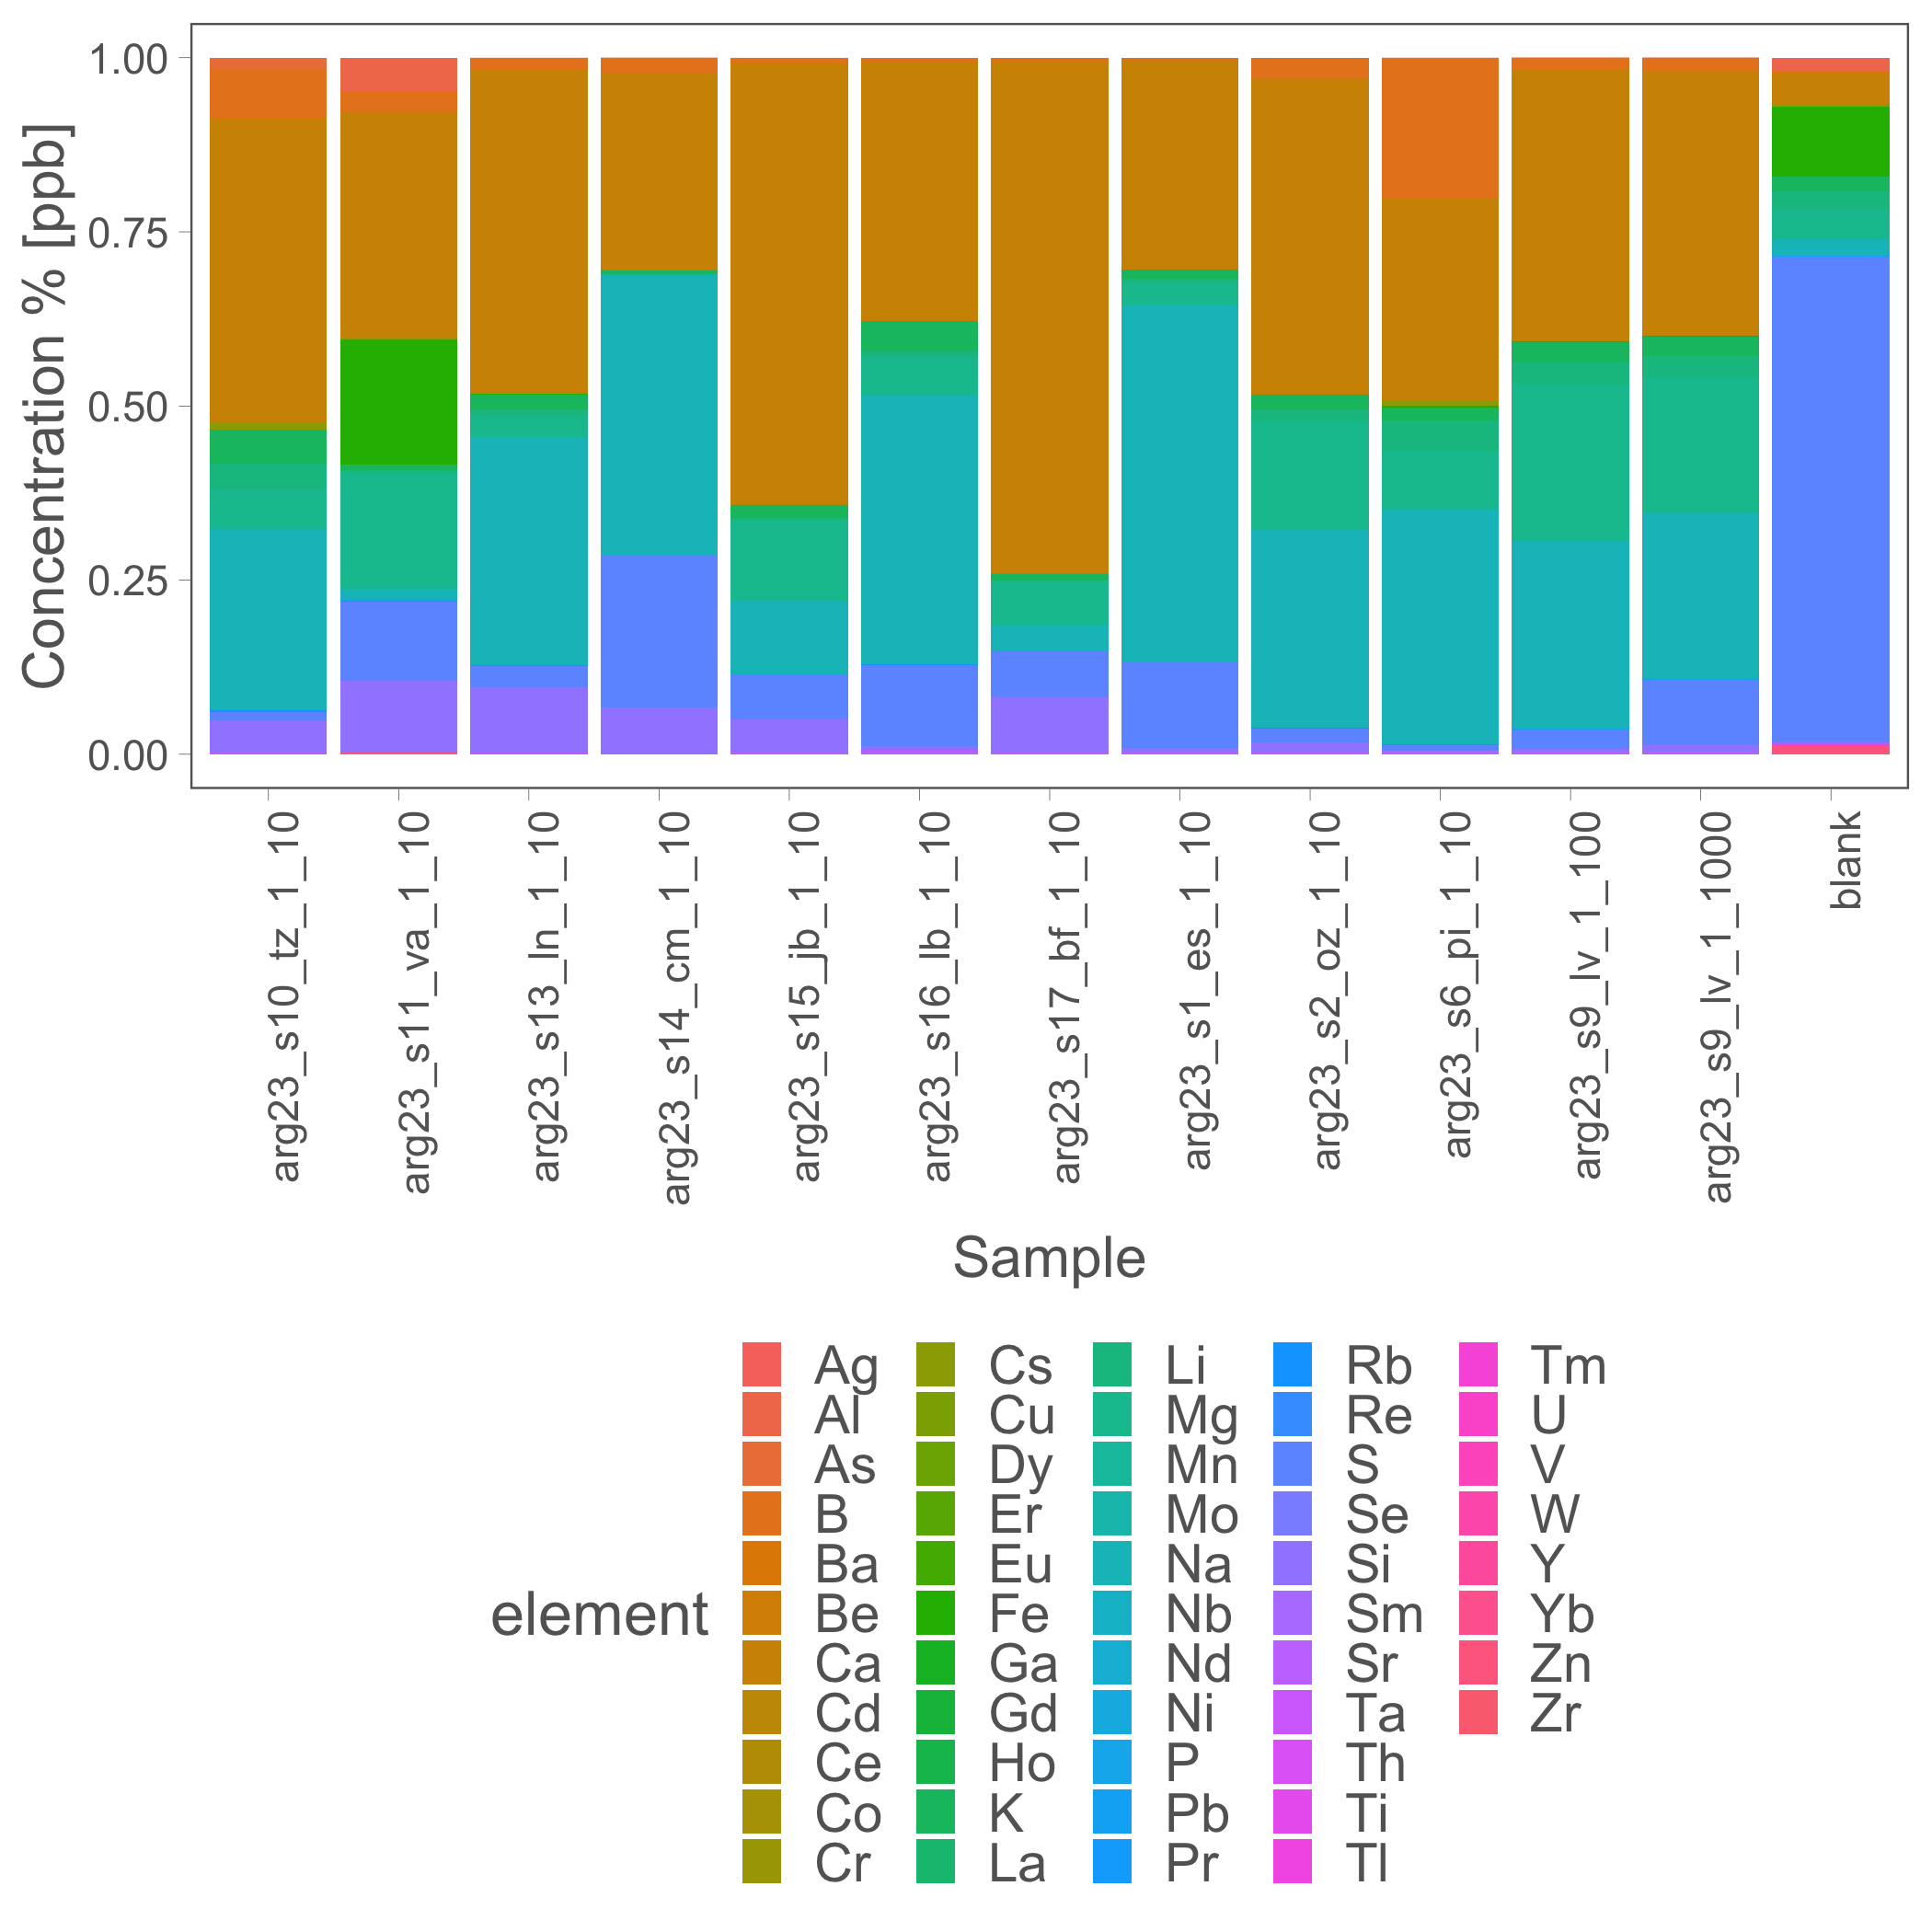 Concentration % [ppb]
1.00
0.75
0.50
0.25
0.00
arg23_s10_tz_1_10
arg23_s11_va_1_10
arg23_s13_ln_1_10
arg23_s14_cm_1_10
arg23_s15_jb_1_10
arg23_s16_lb_1_10
arg23_s17_bf_1_10
arg23_s1_es_1_10
arg23_s2_oz_1_10
arg23_s6_pi_1_10
arg23_s9_lv_1_100
arg23_s9_lv_1_1000
blank
Sample
element
Ag
Al
As
B
Ba
Be
Ca
Cd
Ce
Co
Cr
Cs
Cu
Dy
Er
Eu
Fe
Ga
Gd
Ho
K
La
Li
Mg
Mn
Mo
Na
Nb
Nd
Ni
P
Pb
Pr
Rb
Re
S
Se
Si
Sm
Sr
Ta
Th
Ti
Tl
Tm
U
V
W
Y
Yb
Zn
Zr